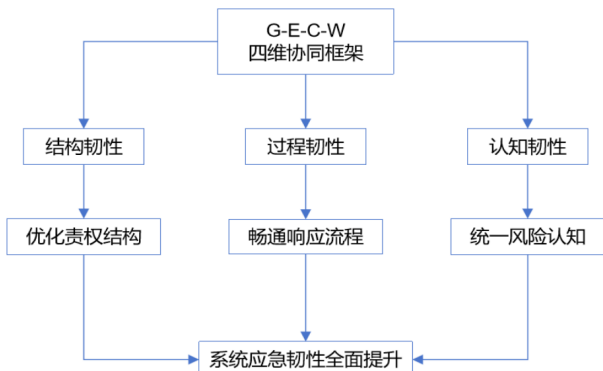 G-E-C-W
四维协同框架
结构韧性
过程韧性
认知韧性
优化责权结构
畅通响应流程
统一风险认知
系统应急韧性全面提升